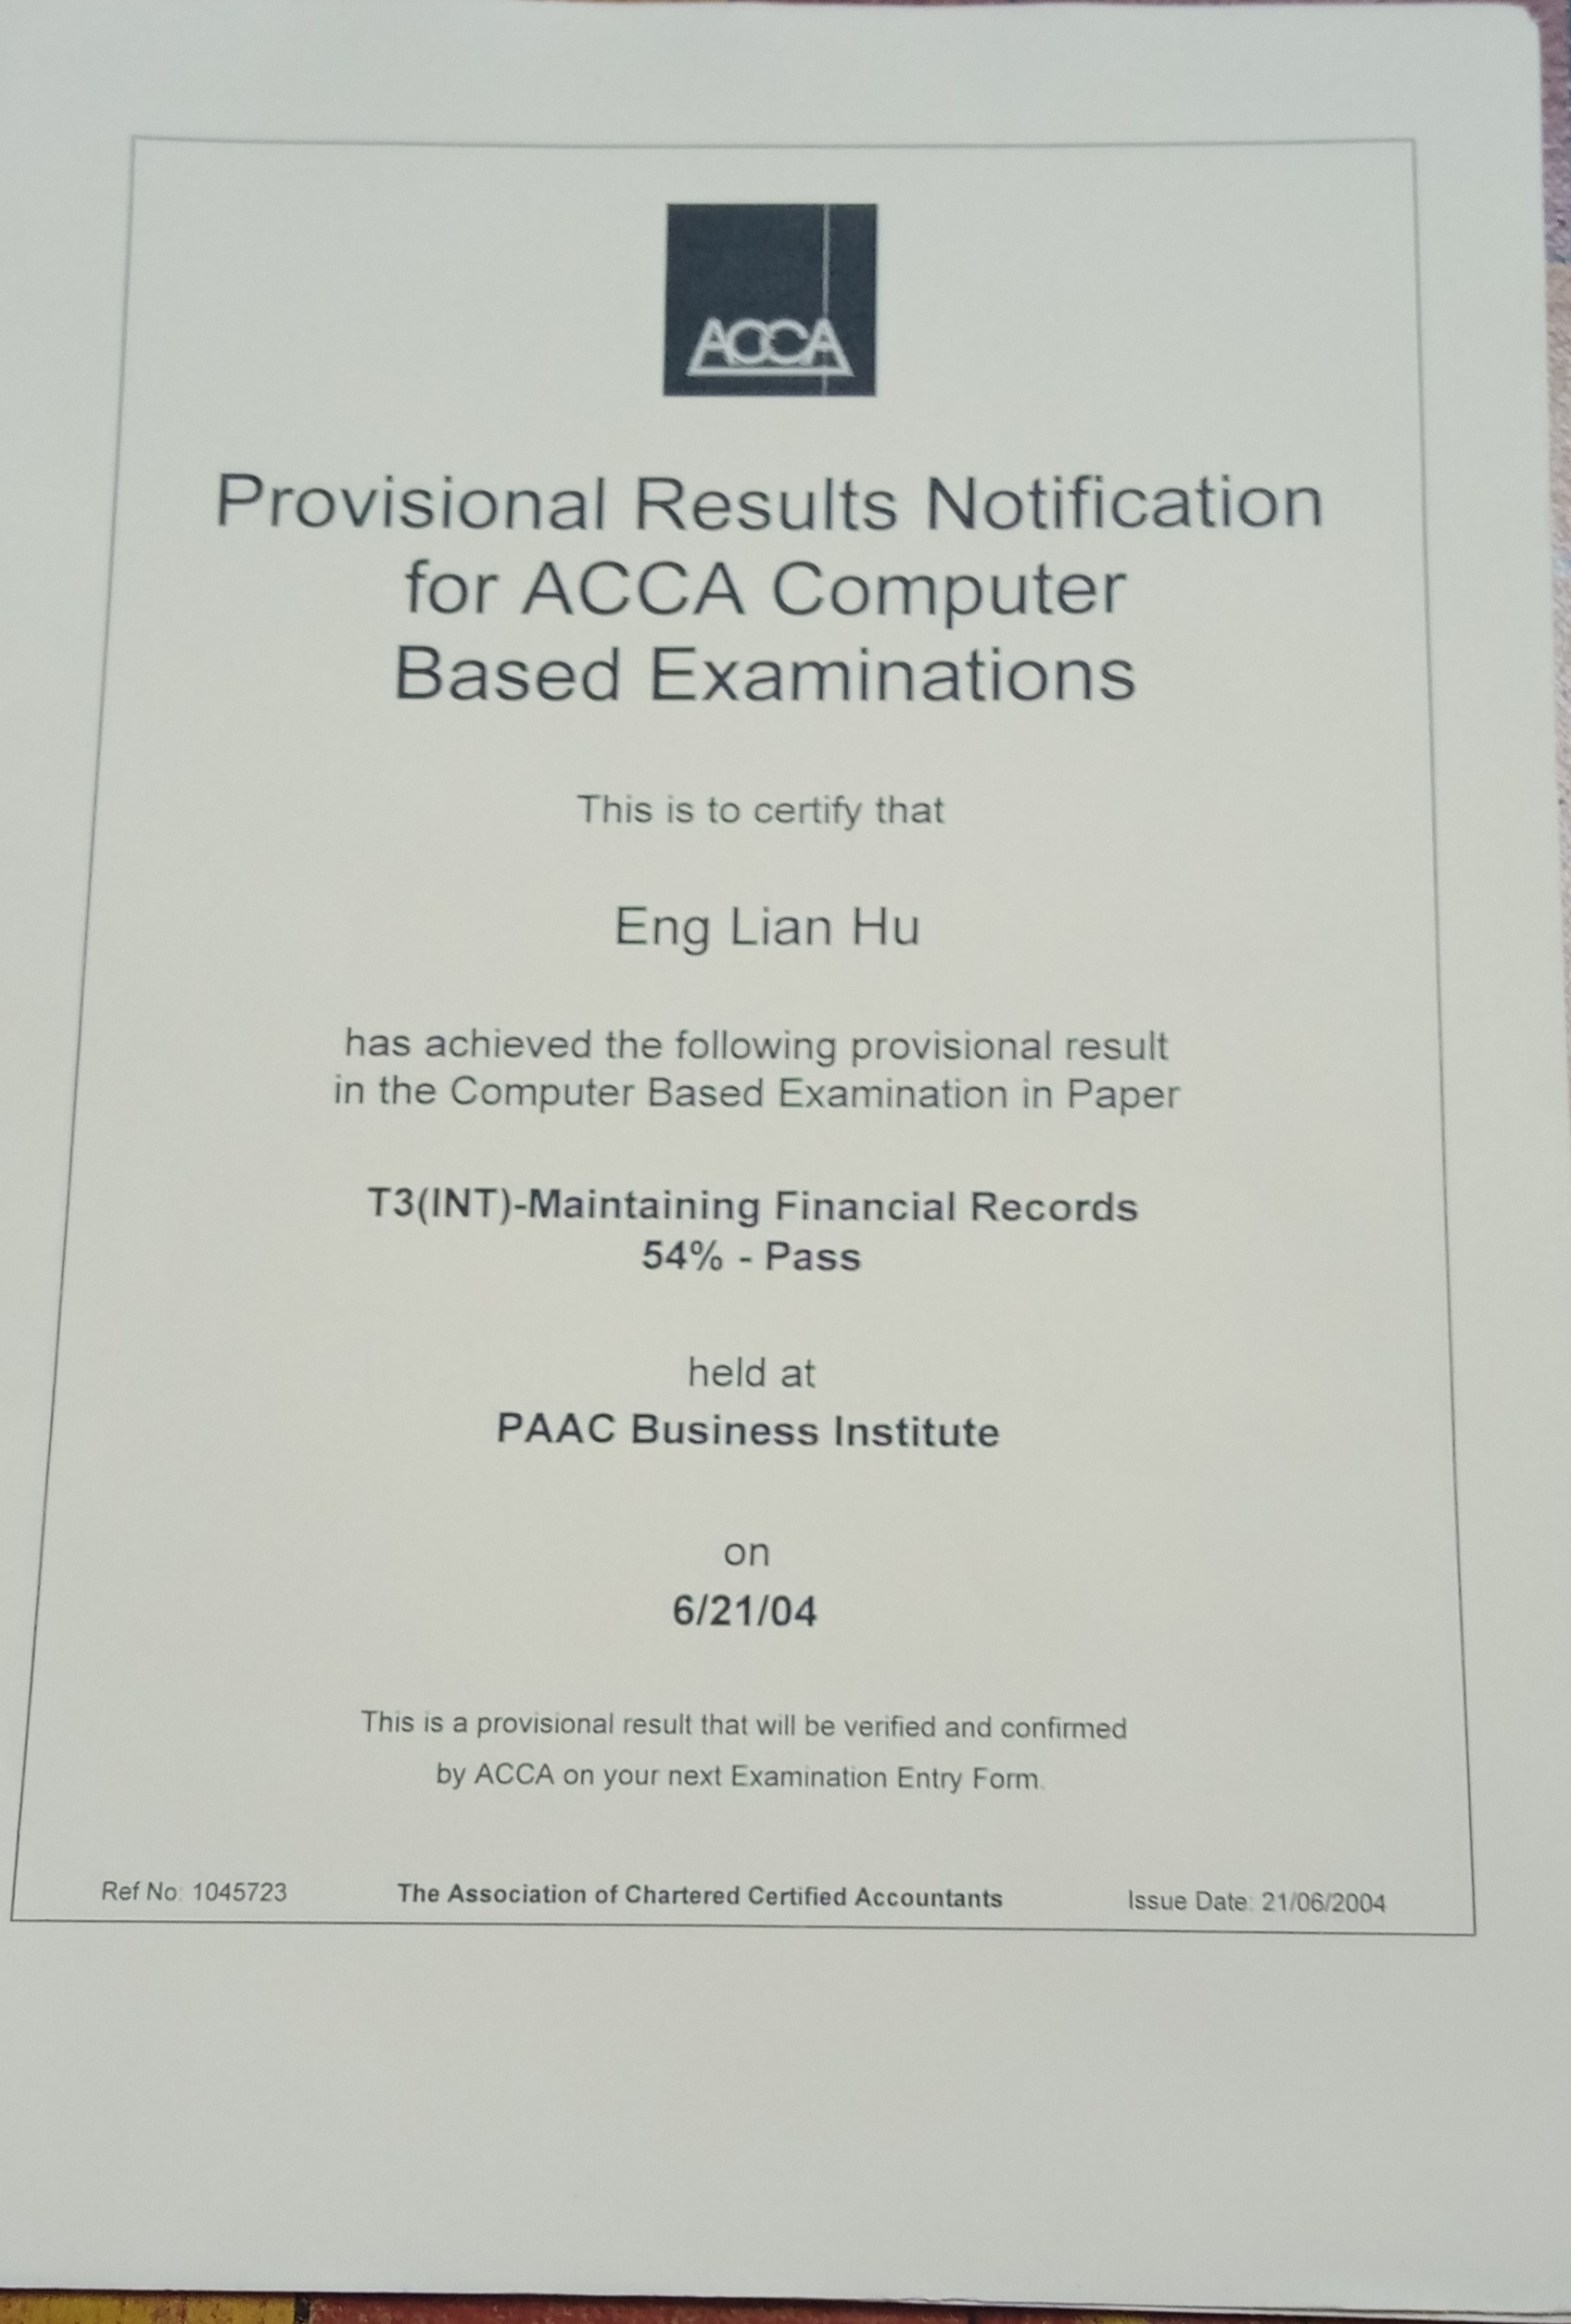 ACCA
Provisional Results Notification
for ACCA Computer
Based Examinations
This is to certify that
Eng Lian Hu
has achieved the following provisional result
in the Computer Based Examination in Paper
T3(INT)-Maintaining Financial Records
54% - Pass
held at
PAAC Business Institute
on
6/21/04
This is a provisional result that will be verified and confirmed
by ACCA on your next Examination Entry Form.
Ref No: 1045723 The Association of Chartered Certified Accountants Issue Date: 21/06/2004